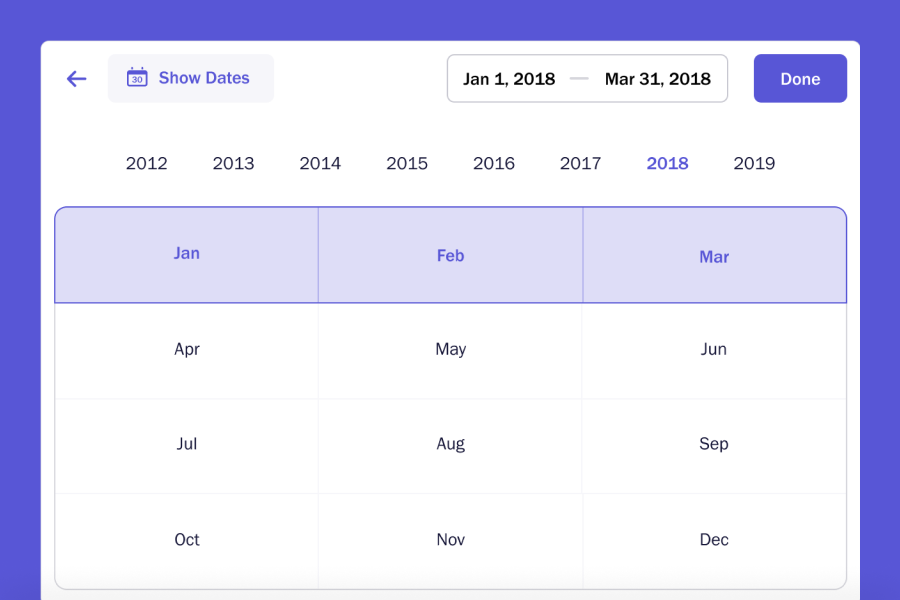 30 Show Dates Jan 1, 2018 — Mar 31, 2018 Done
2012 2013 2014 2015 2016 2017 2018 2019
Jan Feb Mar
Apr May Jun
Jul Aug Sep
Oct Nov Dec